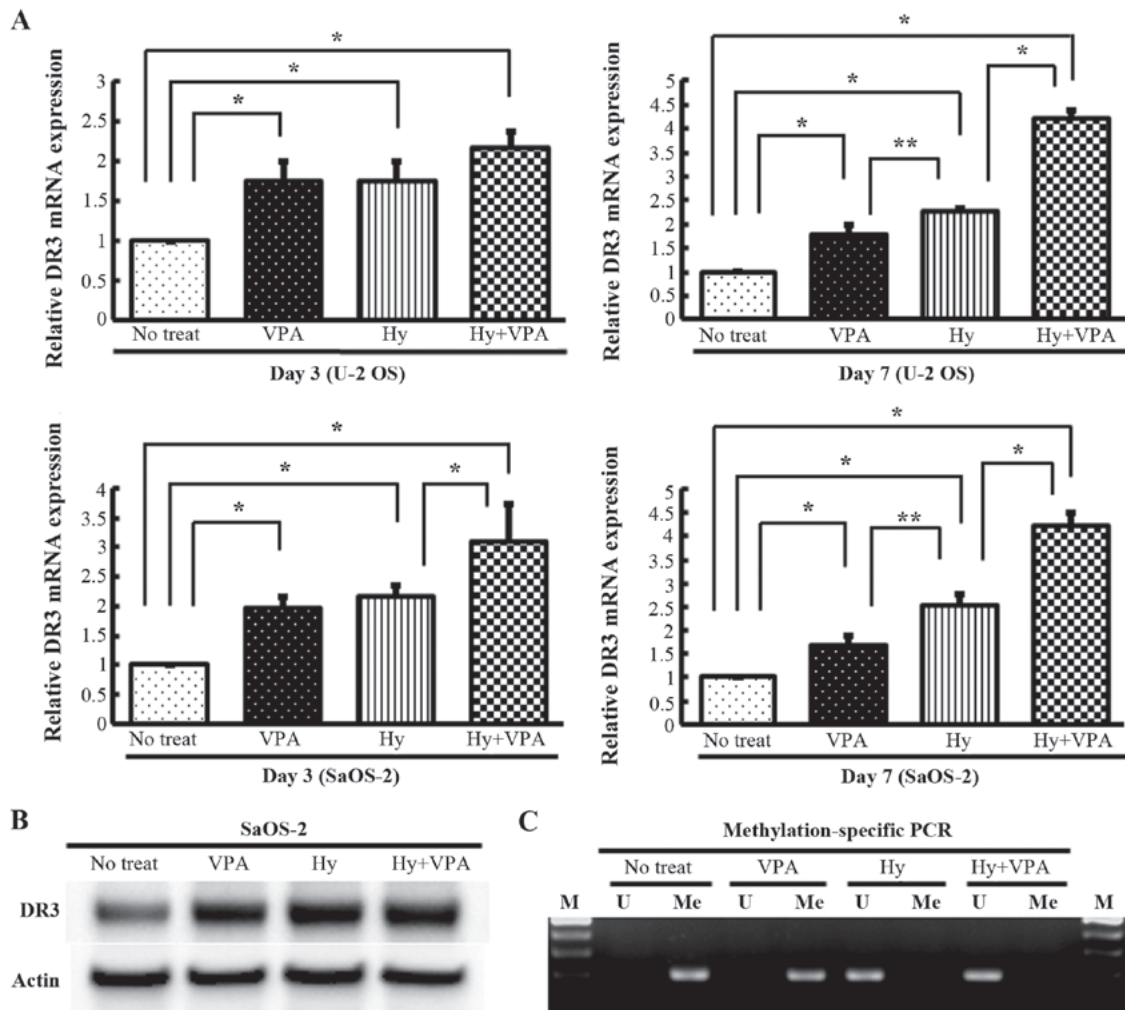 A
Relative DR3 mRNA expression
3
2.5
2
1.5
1
0.5
0
* * *
No treat VPA Hy Hy+VPA
Day 3 (U-2 OS)
Relative DR3 mRNA expression
5
4.5
4
3.5
3
2.5
2
1.5
1
0.5
0
* * * ** *
No treat VPA Hy Hy+VPA
Day 7 (U-2 OS)
Relative DR3 mRNA expression
4
3.5
3
2.5
2
1.5
1
0.5
0
* * * *
No treat VPA Hy Hy+VPA
Day 3 (SaOS-2)
Relative DR3 mRNA expression
5
4.5
4
3.5
3
2.5
2
1.5
1
0.5
0
* * * ** *
No treat VPA Hy Hy+VPA
Day 7 (SaOS-2)
B
SaOS-2
No treat VPA Hy Hy+VPA
DR3
Actin
C
Methylation-specific PCR
No treat VPA Hy Hy+VPA
M U Me U Me U Me U Me M